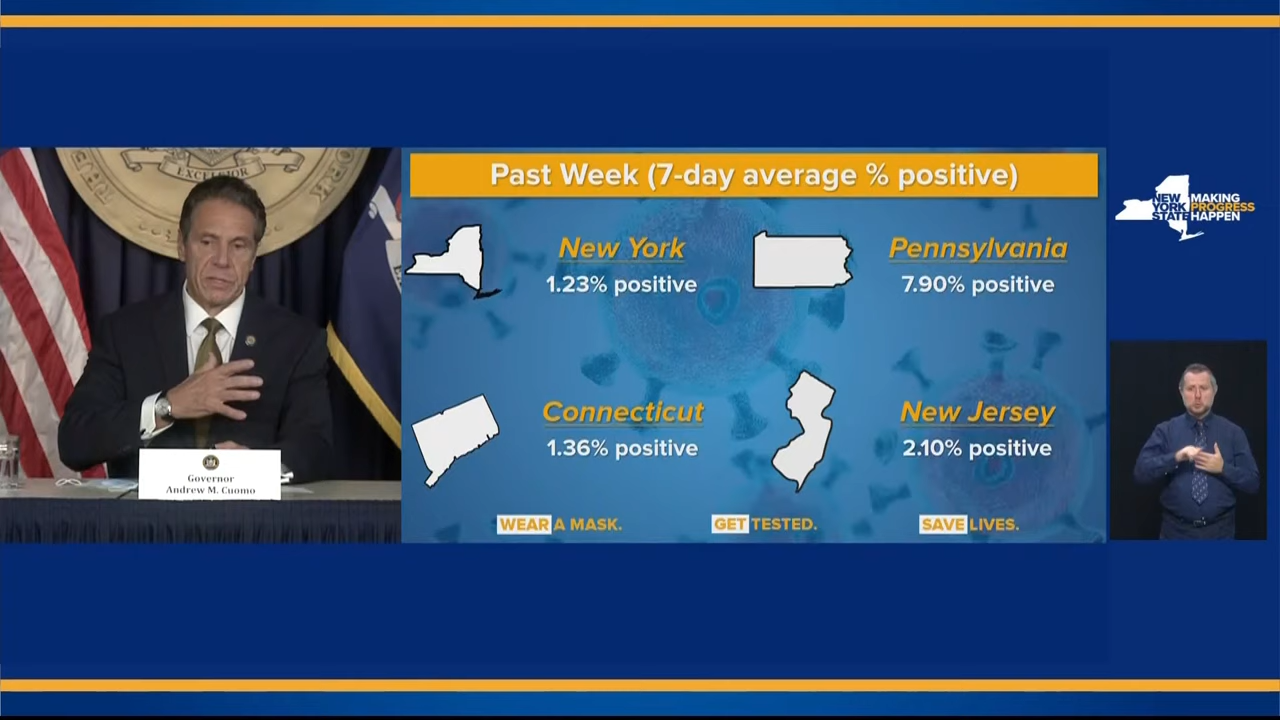 EXCELSIOR
Governor
Andrew M. Cuomo
Past Week (7-day average % positive)
New York
1.23% positive
Pennsylvania
7.90% positive
Connecticut
1.36% positive
New Jersey
2.10% positive
WEAR A MASK.
GET TESTED.
SAVE LIVES.
NEW YORK STATE
MAKING
PROGRESS
HAPPEN